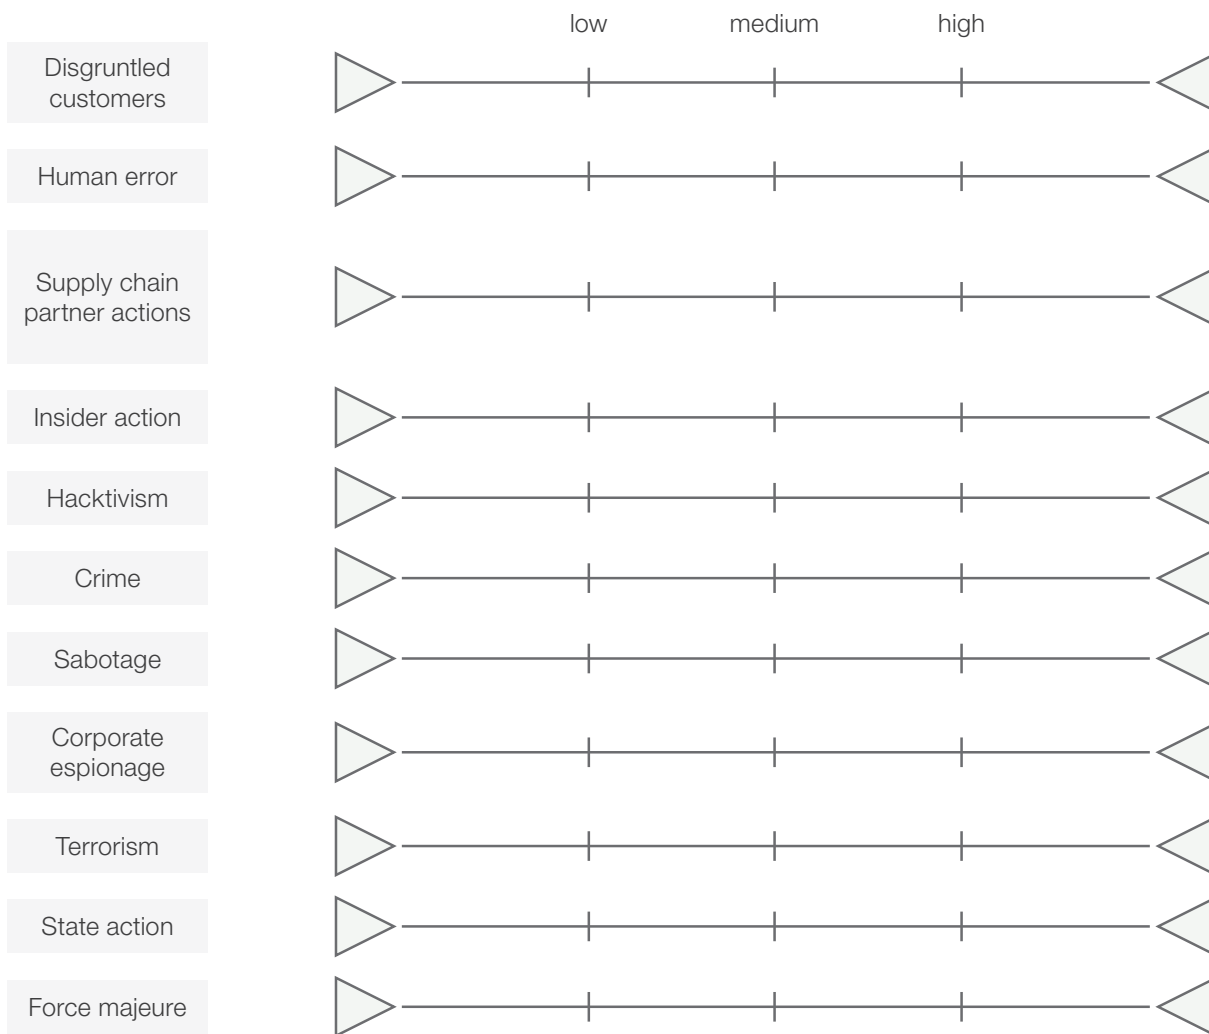 low medium high
Disgruntled
customers
Human error
Supply chain
partner actions
Insider action
Hacktivism
Crime
Sabotage
Corporate
espionage
Terrorism
State action
Force majeure